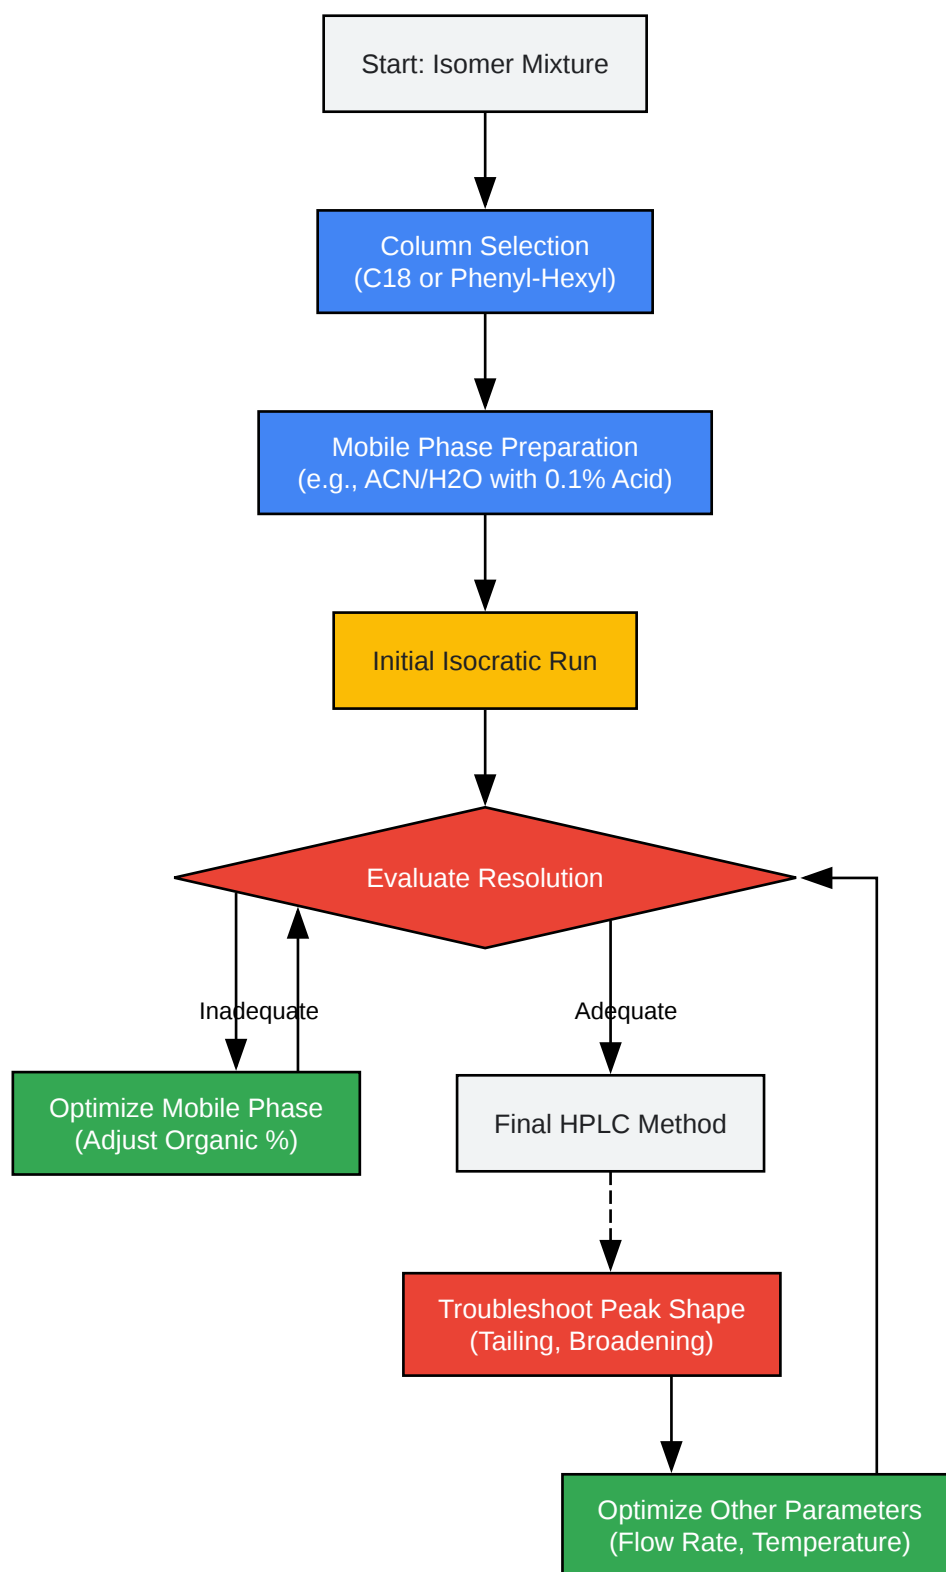 Start: Isomer Mixture
Column Selection
(C18 or Phenyl-Hexyl)
Mobile Phase Preparation
(e.g., ACN/H2O with 0.1% Acid)
Initial Isocratic Run
Evaluate Resolution
Inadequate
Adequate
Optimize Mobile Phase
(Adjust Organic %)
Final HPLC Method
Troubleshoot Peak Shape
(Tailing, Broadening)
Optimize Other Parameters
(Flow Rate, Temperature)